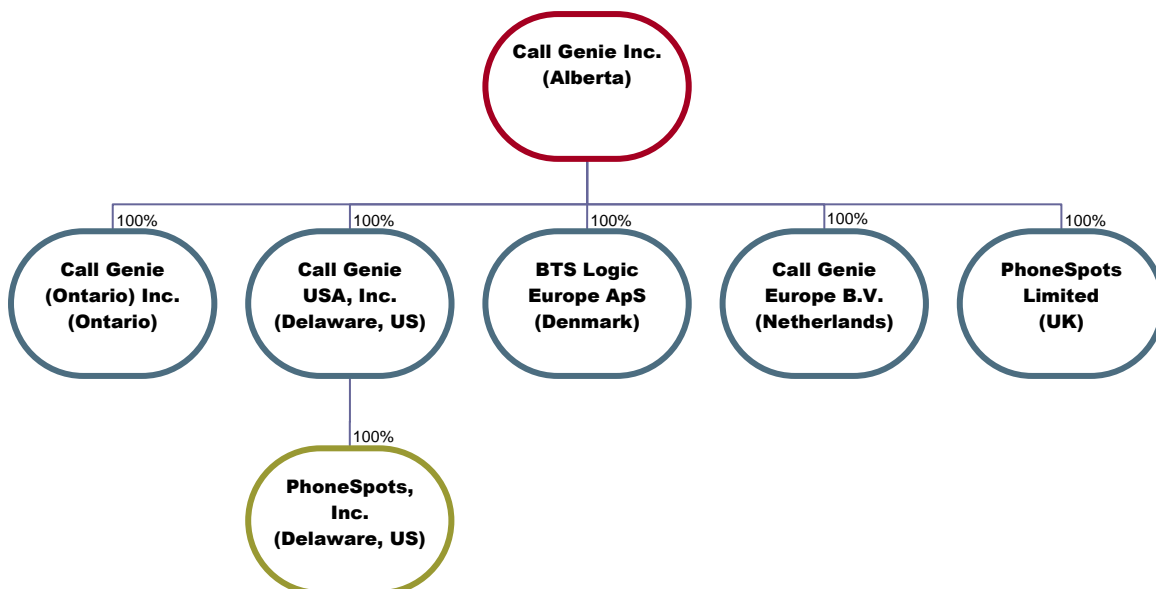 Call Genie Inc.
(Alberta)
100%
100%
100%
100%
100%
Call Genie
(Ontario) Inc.
(Ontario)
Call Genie
USA, Inc.
(Delaware, US)
BTS Logic
Europe ApS
(Denmark)
Call Genie
Europe B.V.
(Netherlands)
PhoneSpots
Limited
(UK)
100%
PhoneSpots,
Inc.
(Delaware, US)